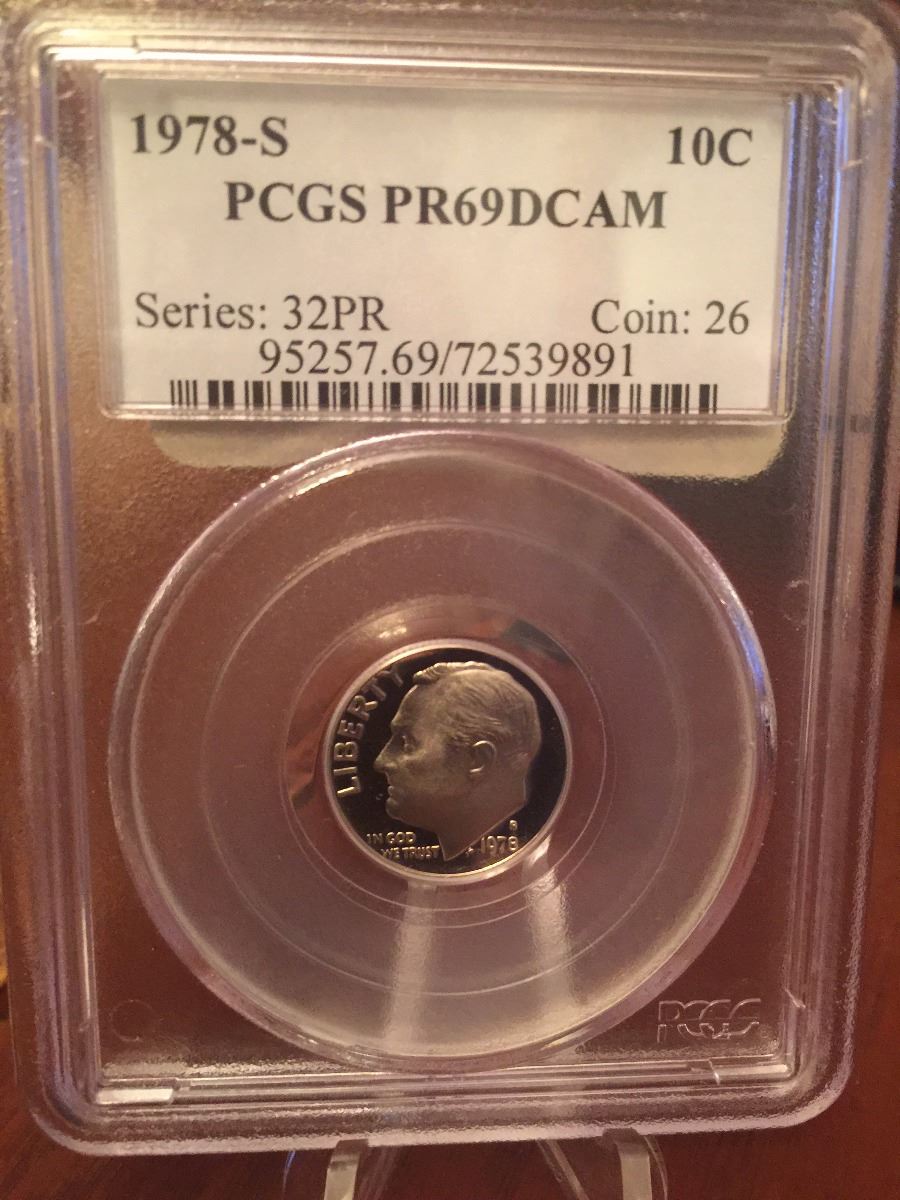 1978-S 10C
PCGS PR69DCAM
Series: 32PR Coin: 26
95257.69/72539891
LIBERTY
IN GOD
WE TRUST
1978
PCGS